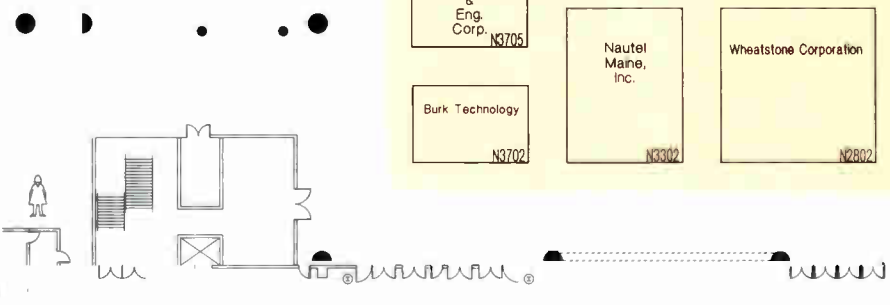 &
Eng.
Corp.
N3705
Nautel
Maine,
Inc.
N3302
Wheatstone Corporation
N2802
Burk Technology
N3702